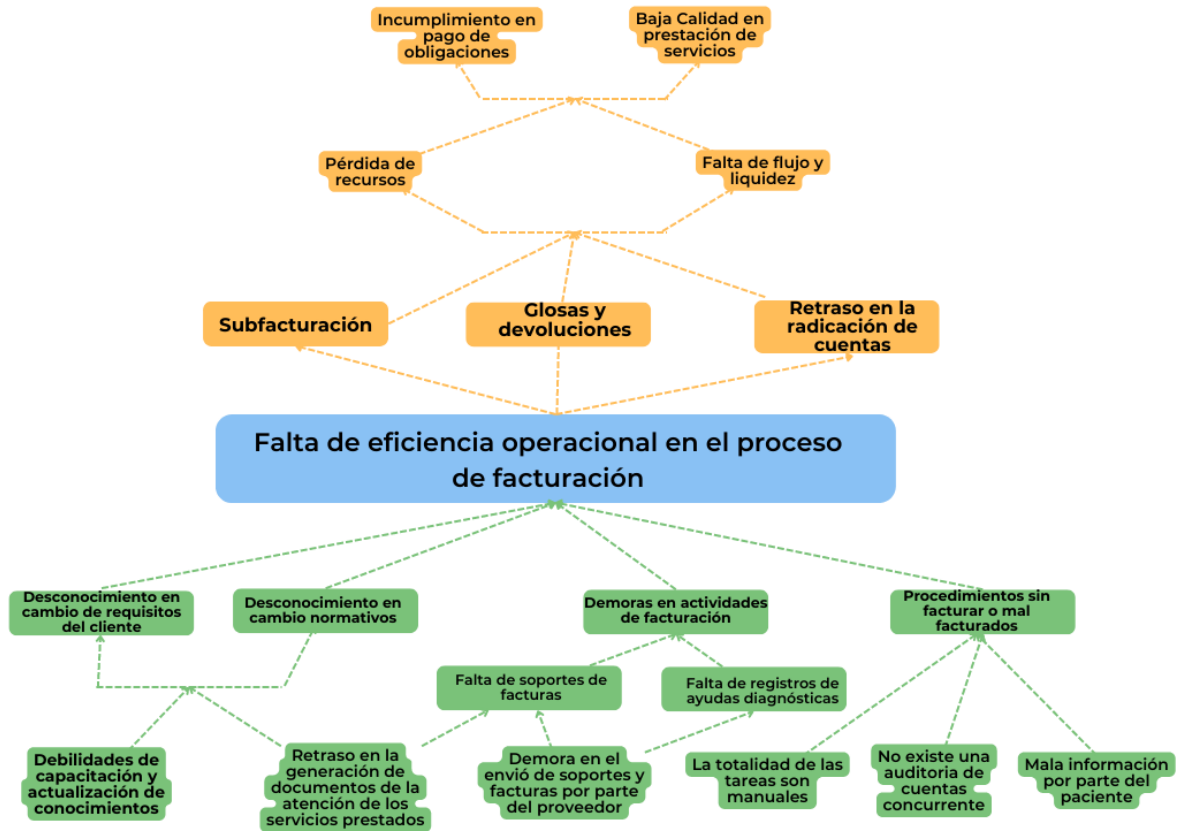 Incumplimiento en
pago de
obligaciones
Baja Calidad en
prestación de
servicios
Pérdida de
recursos
Falta de flujo y
liquidez
Subfacturación
Glosas y
devoluciones
Retraso en la
radicación de
cuentas
Falta de eficiencia operacional en el proceso
de facturación
Desconocimiento en
cambio de requisitos
del cliente
Desconocimiento en
cambio normativos
Demoras en actividades
de facturación
Procedimientos sin
facturar o mal
facturados
Falta de soportes de
facturas
Falta de registros de
ayudas diagnósticas
Debilidades de
capacitación y
actualización de
conocimientos
Retraso en la
generación de
documentos de la
atención de los
servicios prestados
Demora en el
envió de soportes y
facturas por parte
del proveedor
La totalidad de las
tareas son
manuales
No existe una
auditoria de
cuentas
concurrente
Mala información
por parte del
paciente